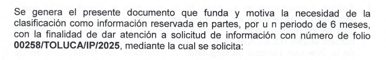 Se genera el presente documento que funda y motiva la necesidad de la
clasificación como información reservada en partes, por u n periodo de 6 meses,
con la finalidad de dar atención a solicitud de información con número de folio
00258/TOLUCA/IP/2025, mediante la cual se solicita: